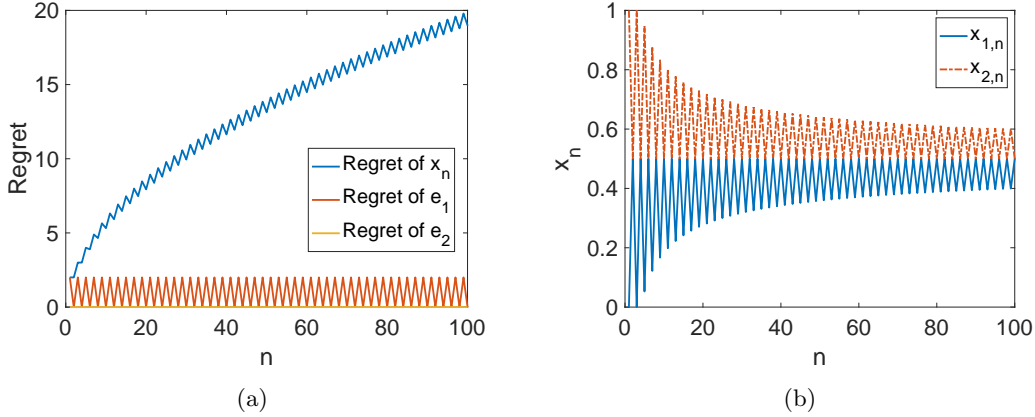 20
15
10
5
0
Regret
Regret of x_n
Regret of e_1
Regret of e_2
0 20 40 60 80 100
n
(a)
1
0.8
0.6
0.4
0.2
0
x_n
x_{1,n}
x_{2,n}
0 20 40 60 80 100
n
(b)